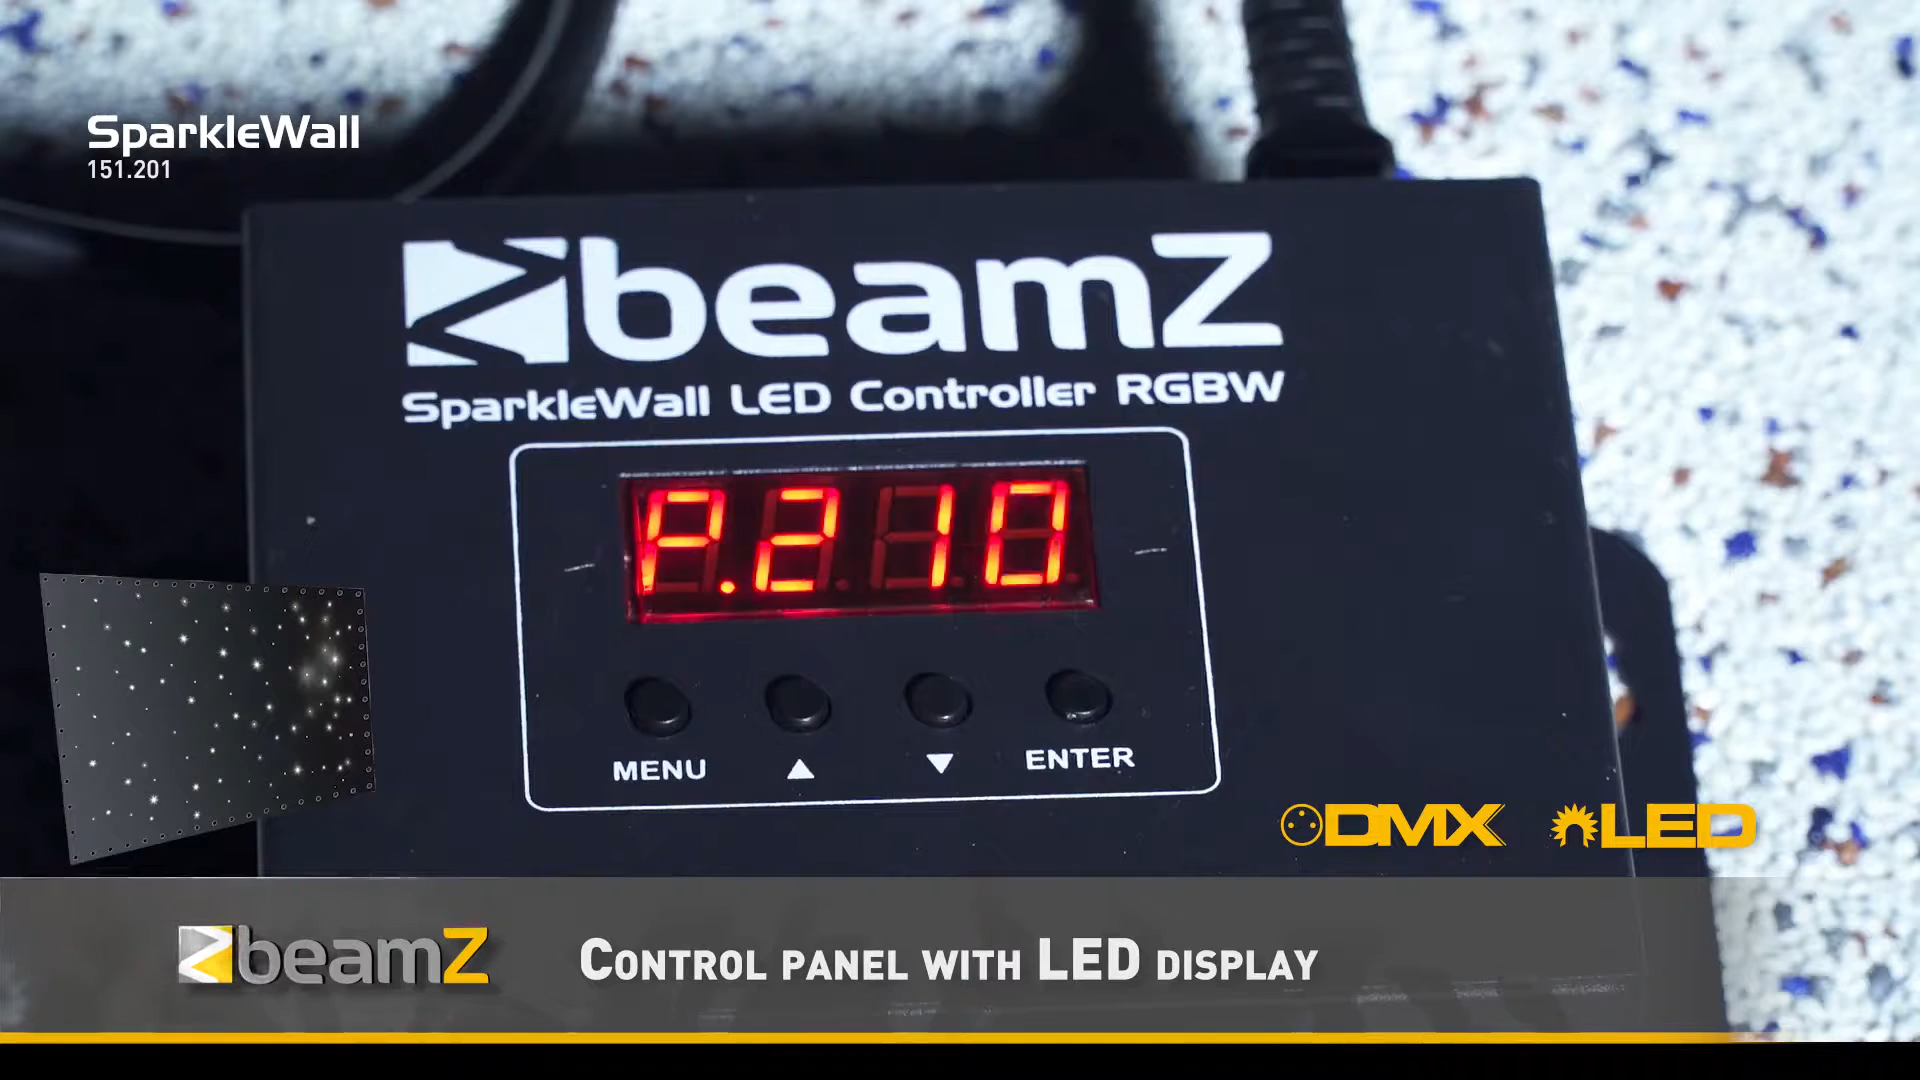 SparkleWall
151.201
beamZ
SparkleWall LED Controller RGBW
P.210
MENU ▲ ▼ ENTER
DMX LED
beamZ
CONTROL PANEL WITH LED DISPLAY